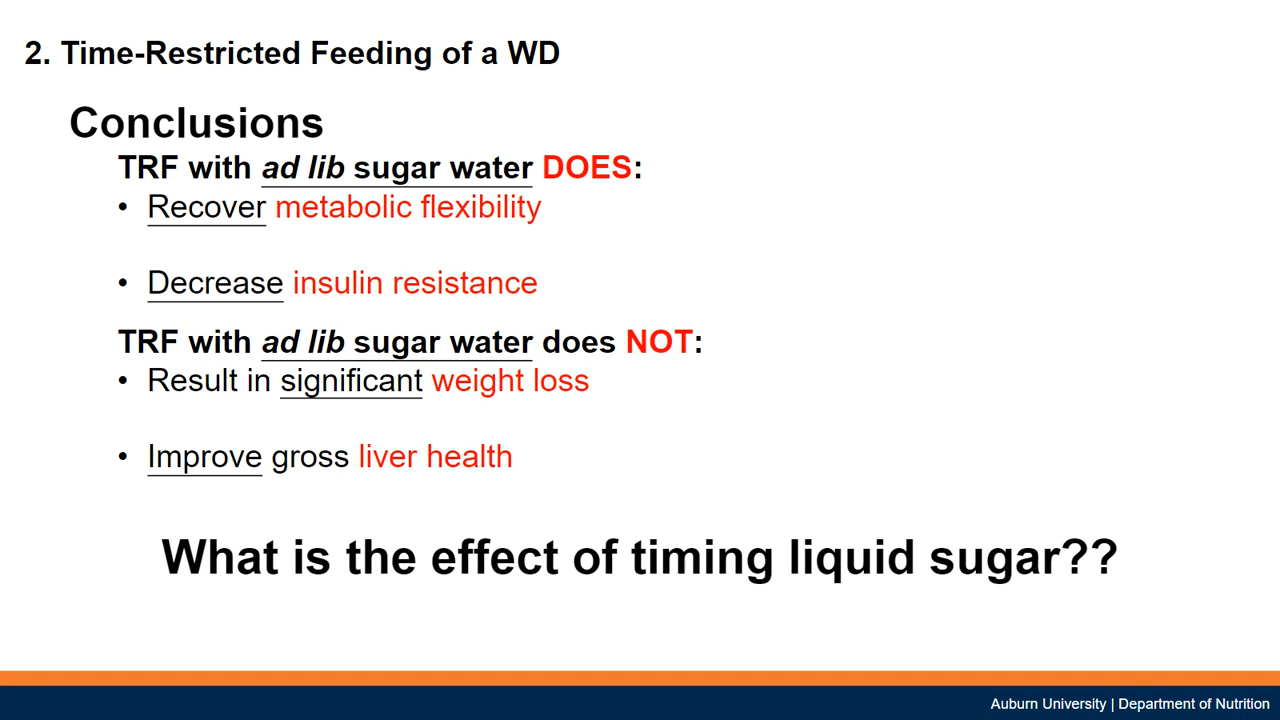 2. Time-Restricted Feeding of a WD
Conclusions
TRF with ad lib sugar water DOES:
• Recover metabolic flexibility
• Decrease insulin resistance
TRF with ad lib sugar water does NOT:
• Result in significant weight loss
• Improve gross liver health
What is the effect of timing liquid sugar??
Auburn University | Department of Nutrition